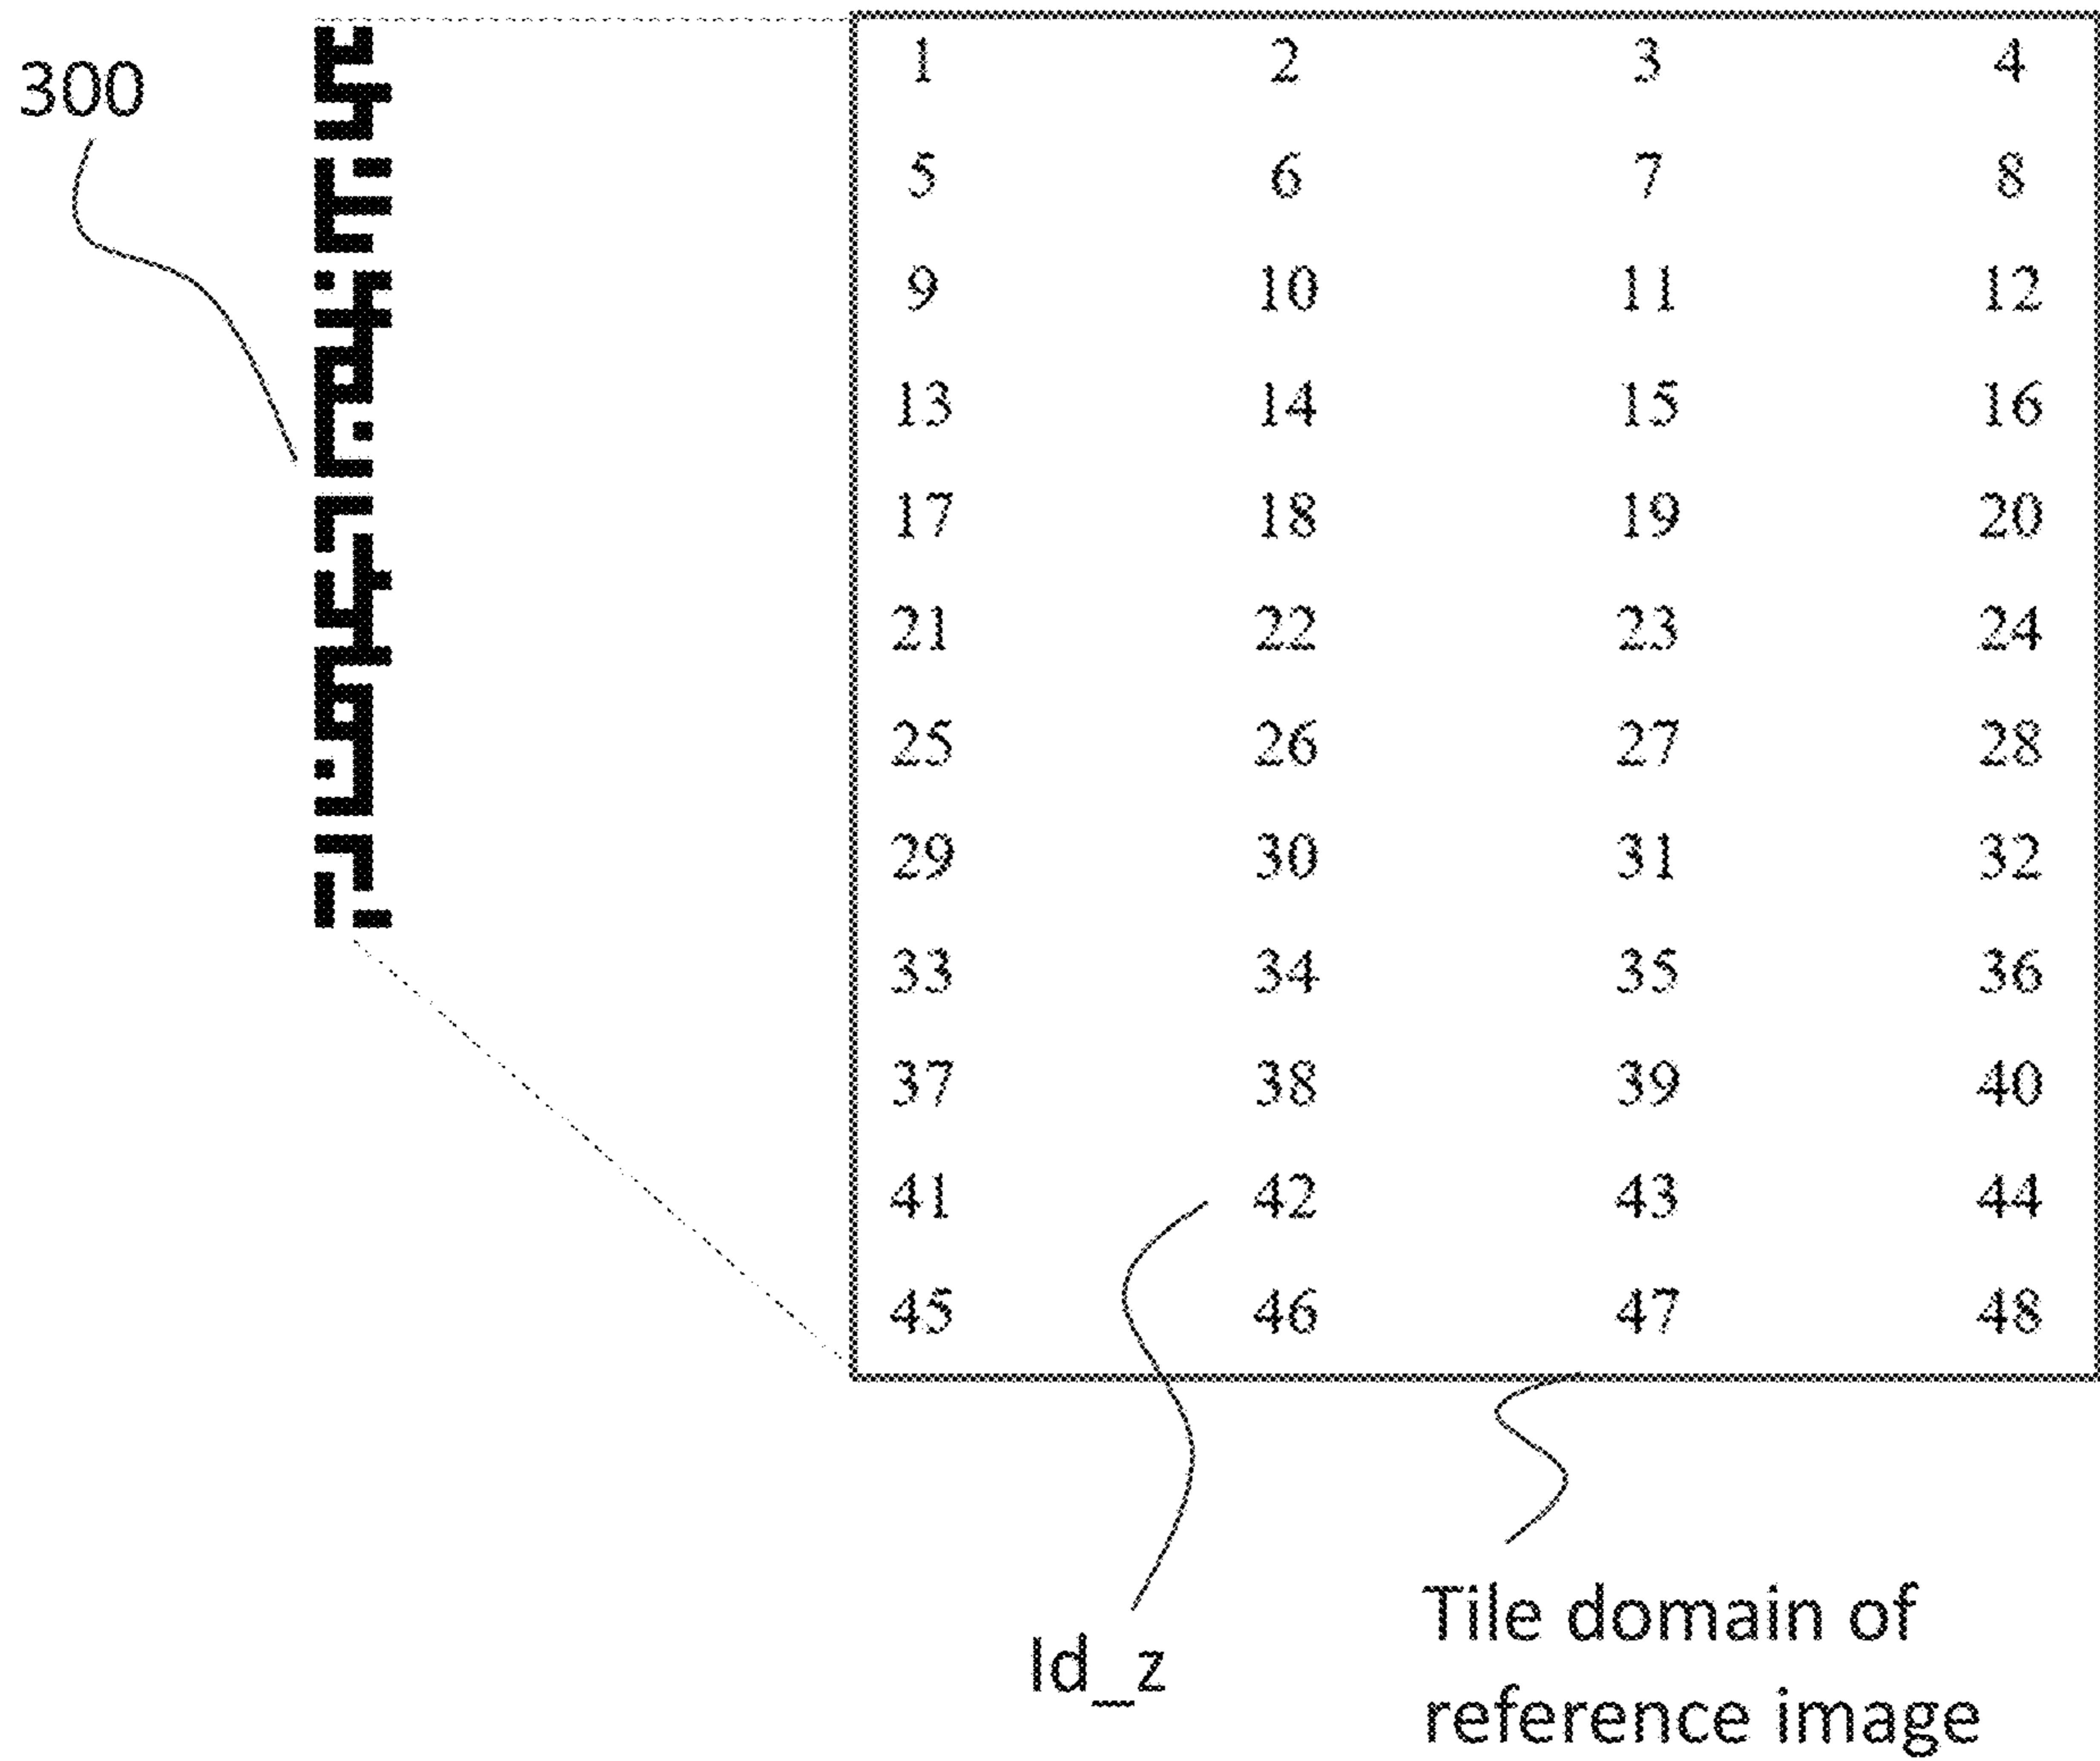 300
1 2 3 4
5 6 7 8
9 10 11 12
13 14 15 16
17 18 19 20
21 22 23 24
25 26 27 28
29 30 31 32
33 34 35 36
37 38 39 40
41 42 43 44
45 46 47 48
Id_z
Tile domain of
reference image